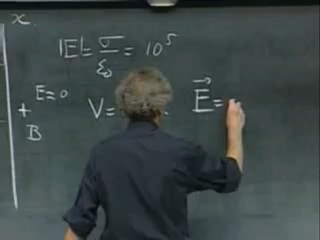 x.
|E| = σ/ε₀ = 10⁵
E=0
+ V= E⃗ =
B